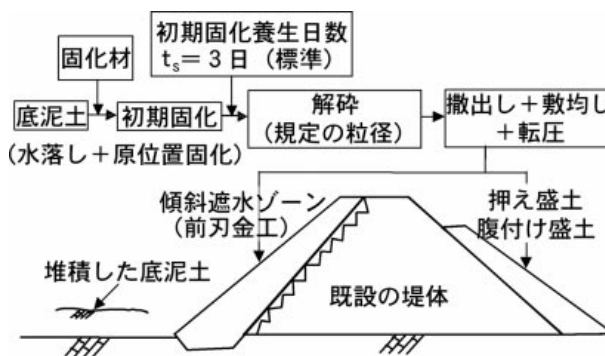 固化材
初期固化養生日数
ts＝3日（標準）
底泥土
初期固化
解砕
（規定の粒径）
撒出し＋敷均し
＋転圧
（水落し＋原位置固化）
傾斜遮水ゾーン
（前刃金工）
押え盛土
腹付け盛土
堆積した底泥土
既設の堤体